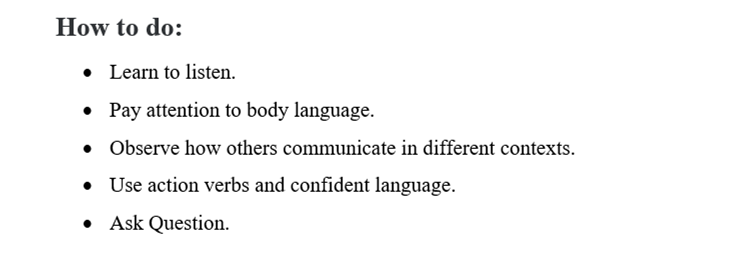 How to do:
• Learn to listen.
• Pay attention to body language.
• Observe how others communicate in different contexts.
• Use action verbs and confident language.
• Ask Question.